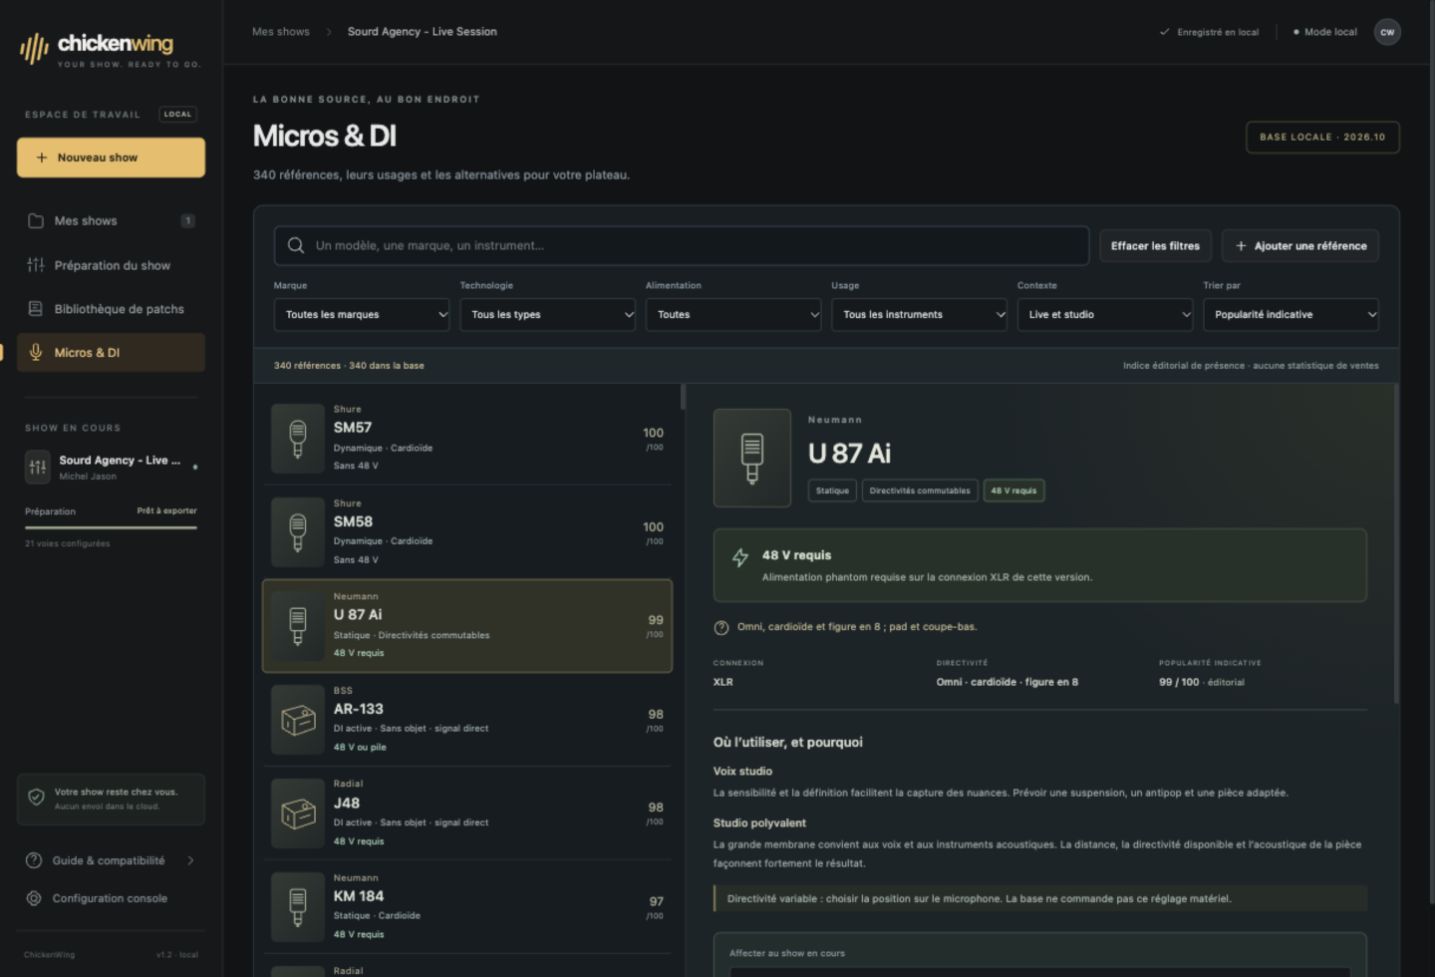 chickenwing
YOUR SHOW. READY TO GO.
ESPACE DE TRAVAIL LOCAL
Nouveau show
Mes shows 1
Préparation du show
Bibliothèque de patchs
Micros & DI
SHOW EN COURS
Sourd Agency - Live ...
Michel Jason
Préparation Prêt à exporter
21 voies configurées
Votre show reste chez vous.
Aucun envoi dans le cloud.
Guide & compatibilité
Configuration console
ChickenWing v1.2 · local
Mes shows Sourd Agency - Live Session
Enregistré en local Mode local CW
LA BONNE SOURCE, AU BON ENDROIT
Micros & DI
BASE LOCALE · 2026.10
340 références, leurs usages et les alternatives pour votre plateau.
Un modèle, une marque, un instrument...
Effacer les filtres
Ajouter une référence
Marque Technologie Alimentation Usage Contexte Trier par
Toutes les marques Tous les types Toutes Tous les instruments Live et studio Popularité indicative
340 références · 340 dans la base
Indice éditorial de présence · aucune statistique de ventes
Shure
SM57
Dynamique · Cardioïde
Sans 48 V
100
/100
Shure
SM58
Dynamique · Cardioïde
Sans 48 V
100
/100
Neumann
U 87 Ai
Statique · Directivités commutables
48 V requis
99
/100
BSS
AR-133
DI active · Sans objet · signal direct
48 V ou pile
98
/100
Radial
J48
DI active · Sans objet · signal direct
48 V requis
98
/100
Neumann
KM 184
Statique · Cardioïde
48 V requis
97
/100
Radial
Neumann
U 87 Ai
Statique Directivités commutables 48 V requis
48 V requis
Alimentation phantom requise sur la connexion XLR de cette version.
Omni, cardioïde et figure en 8 ; pad et coupe-bas.
CONNEXION DIRECTIVITÉ POPULARITÉ INDICATIVE
XLR Omni · cardioïde · figure en 8 99 / 100 · éditorial
Où l'utiliser, et pourquoi
Voix studio
La sensibilité et la définition facilitent la capture des nuances. Prévoir une suspension, un antipop et une pièce adaptée.
Studio polyvalent
La grande membrane convient aux voix et aux instruments acoustiques. La distance, la directivité disponible et l'acoustique de la pièce
façonnent fortement le résultat.
Directivité variable : choisir la position sur le microphone. La base ne commande pas ce réglage matériel.
Affecter au show en cours